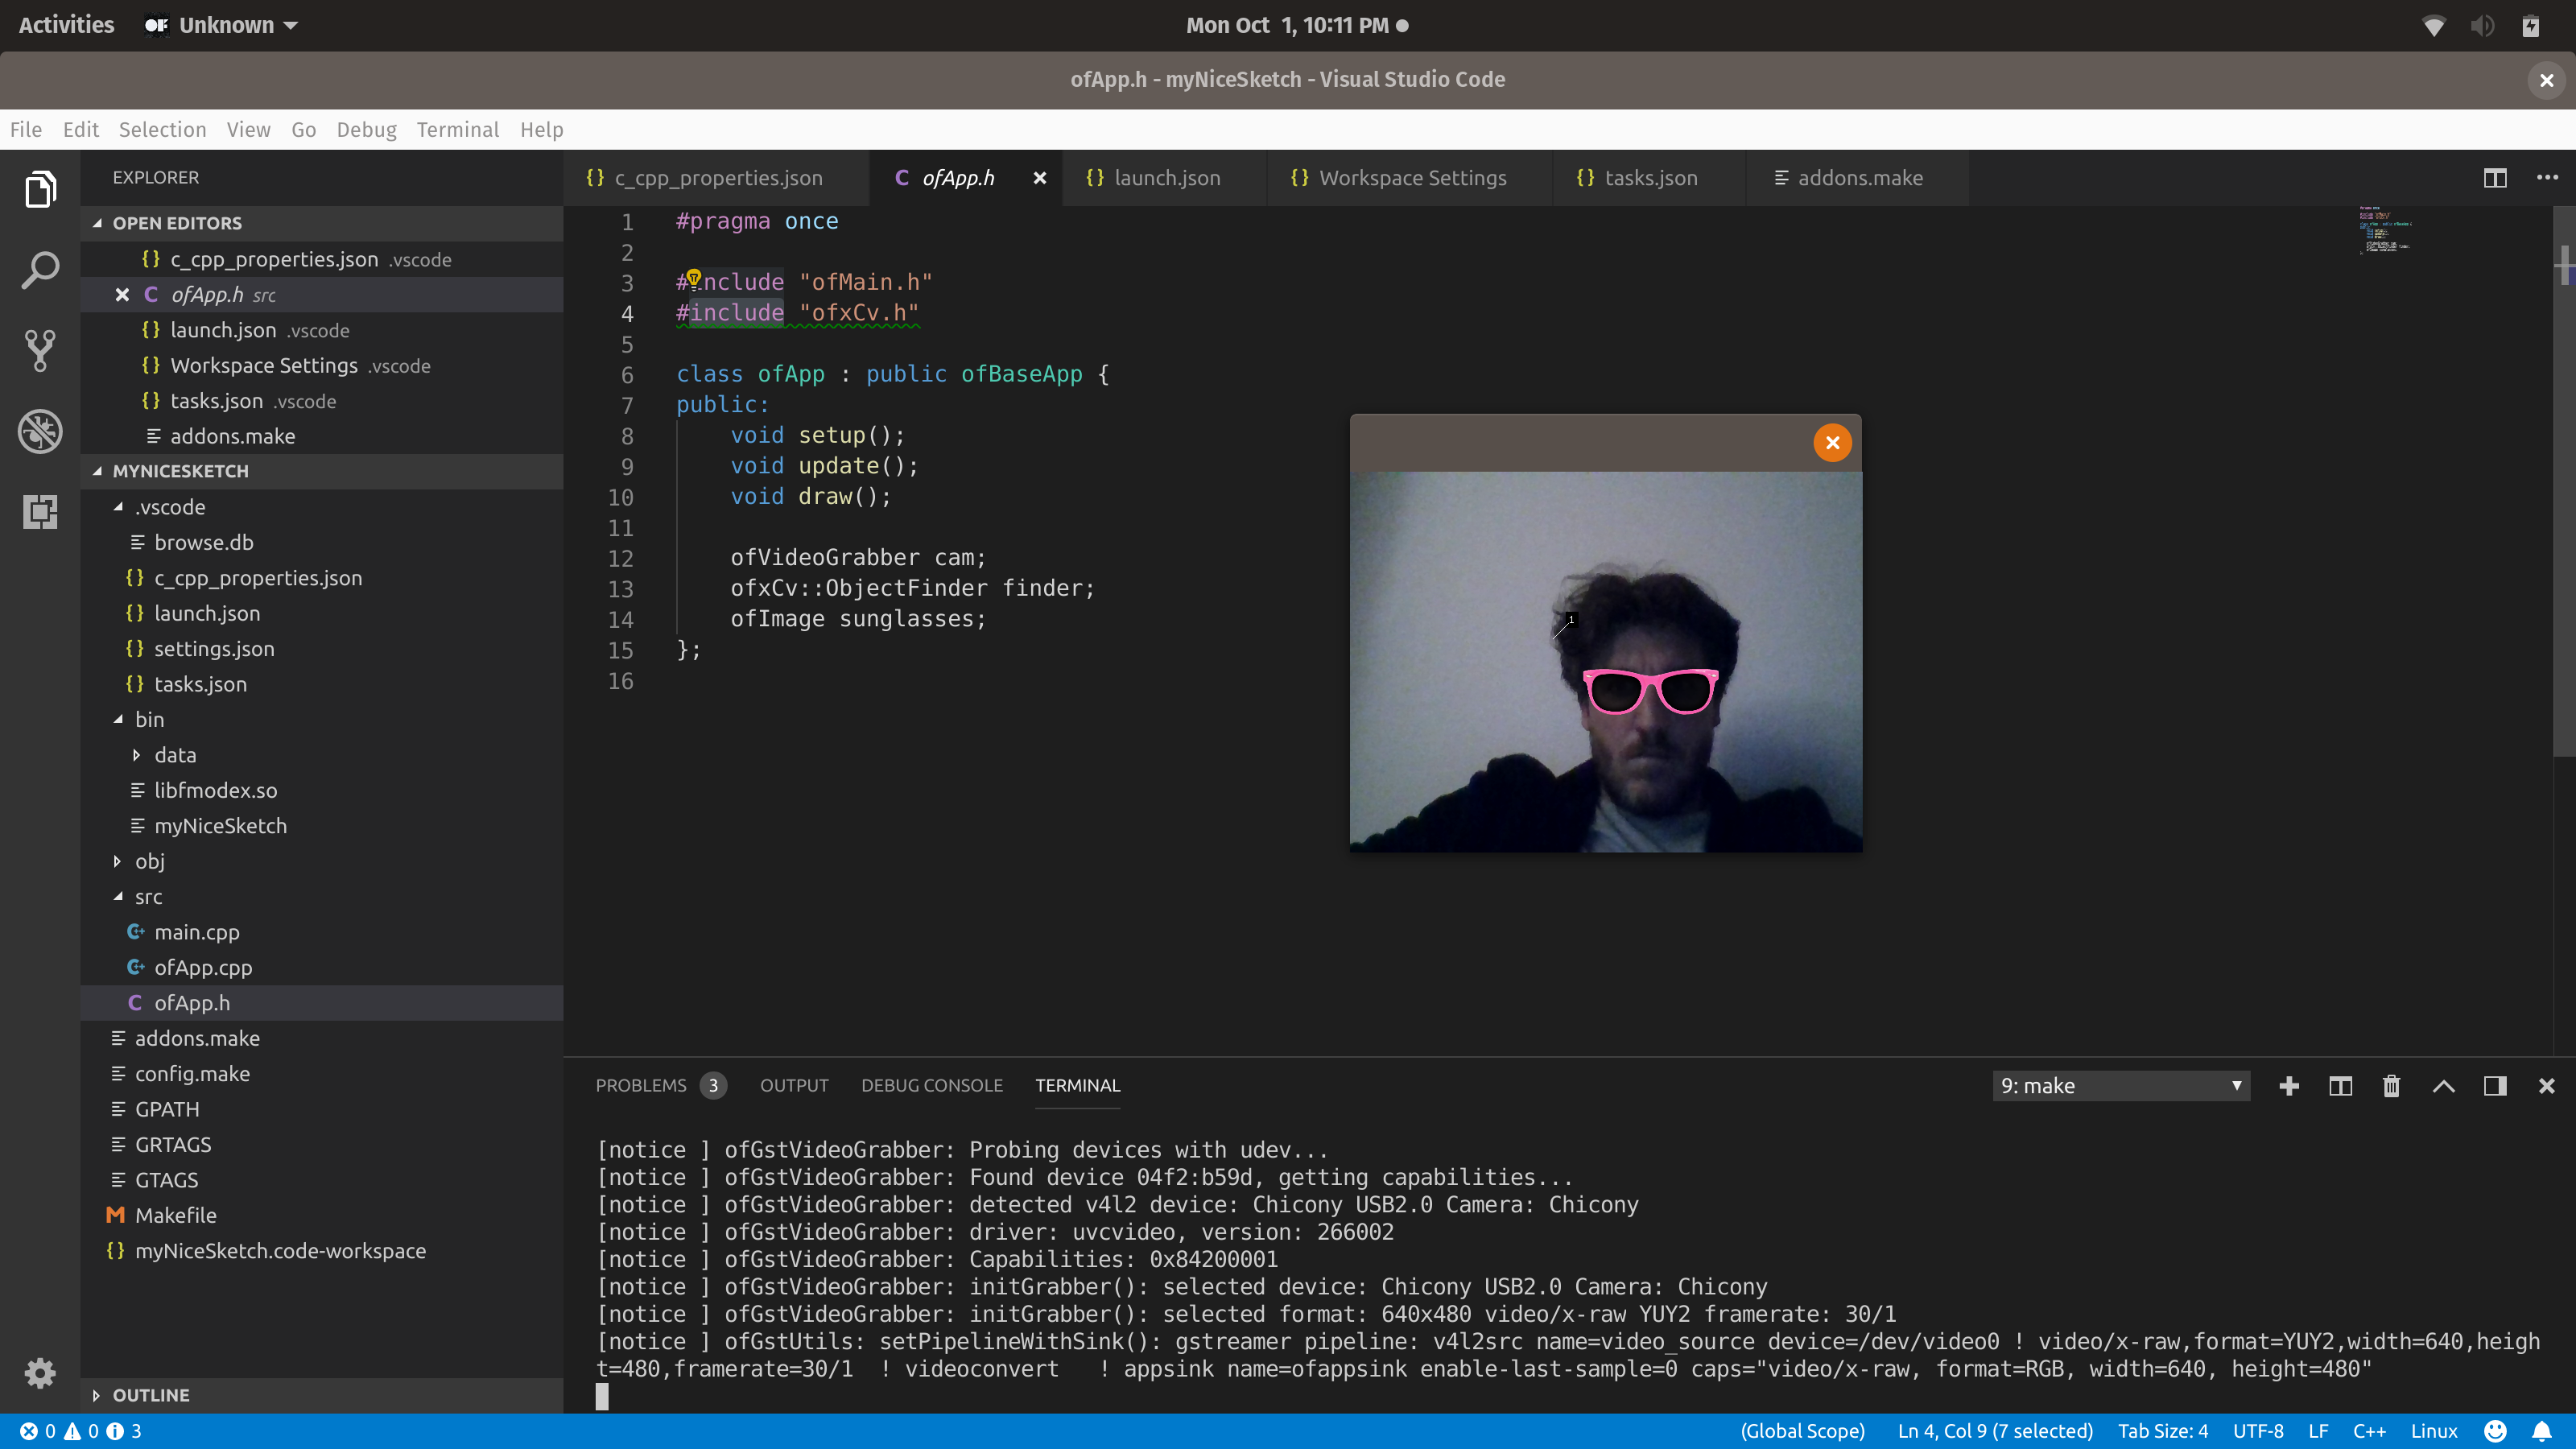 Activities OF Unknown Mon Oct 1, 10:11 PM
ofApp.h - myNiceSketch - Visual Studio Code
File Edit Selection View Go Debug Terminal Help
EXPLORER
OPEN EDITORS
{} c_cpp_properties.json .vscode
C ofApp.h src
{} launch.json .vscode
{} Workspace Settings .vscode
{} tasks.json .vscode
addons.make
MYNICESKETCH
.vscode
browse.db
{} c_cpp_properties.json
{} launch.json
{} settings.json
{} tasks.json
bin
data
libfmodex.so
myNiceSketch
obj
src
C+ main.cpp
C+ ofApp.cpp
C ofApp.h
addons.make
config.make
GPATH
GRTAGS
GTAGS
M Makefile
{} myNiceSketch.code-workspace
OUTLINE
{} c_cpp_properties.json C ofApp.h {} launch.json {} Workspace Settings {} tasks.json addons.make
1 #pragma once
2
3 #include "ofMain.h"
4 #include "ofxCv.h"
5
6 class ofApp : public ofBaseApp {
7 public:
8 void setup();
9 void update();
10 void draw();
11
12 ofVideoGrabber cam;
13 ofxCv::ObjectFinder finder;
14 ofImage sunglasses;
15 };
16
1
PROBLEMS 3 OUTPUT DEBUG CONSOLE TERMINAL 9: make
[notice ] ofGstVideoGrabber: Probing devices with udev...
[notice ] ofGstVideoGrabber: Found device 04f2:b59d, getting capabilities...
[notice ] ofGstVideoGrabber: detected v4l2 device: Chicony USB2.0 Camera: Chicony
[notice ] ofGstVideoGrabber: driver: uvcvideo, version: 266002
[notice ] ofGstVideoGrabber: Capabilities: 0x84200001
[notice ] ofGstVideoGrabber: initGrabber(): selected device: Chicony USB2.0 Camera: Chicony
[notice ] ofGstVideoGrabber: initGrabber(): selected format: 640x480 video/x-raw YUY2 framerate: 30/1
[notice ] ofGstUtils: setPipelineWithSink(): gstreamer pipeline: v4l2src name=video_source device=/dev/video0 ! video/x-raw,format=YUY2,width=640,heigh
t=480,framerate=30/1 ! videoconvert ! appsink name=ofappsink enable-last-sample=0 caps="video/x-raw, format=RGB, width=640, height=480"
0 0 3 (Global Scope) Ln 4, Col 9 (7 selected) Tab Size: 4 UTF-8 LF C++ Linux